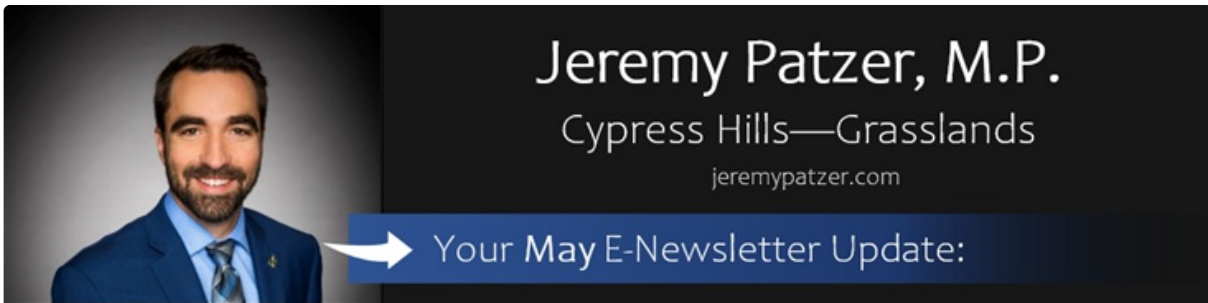 Jeremy Patzer, M.P.
Cypress Hills—Grasslands
jeremypatzer.com
Your May E-Newsletter Update: